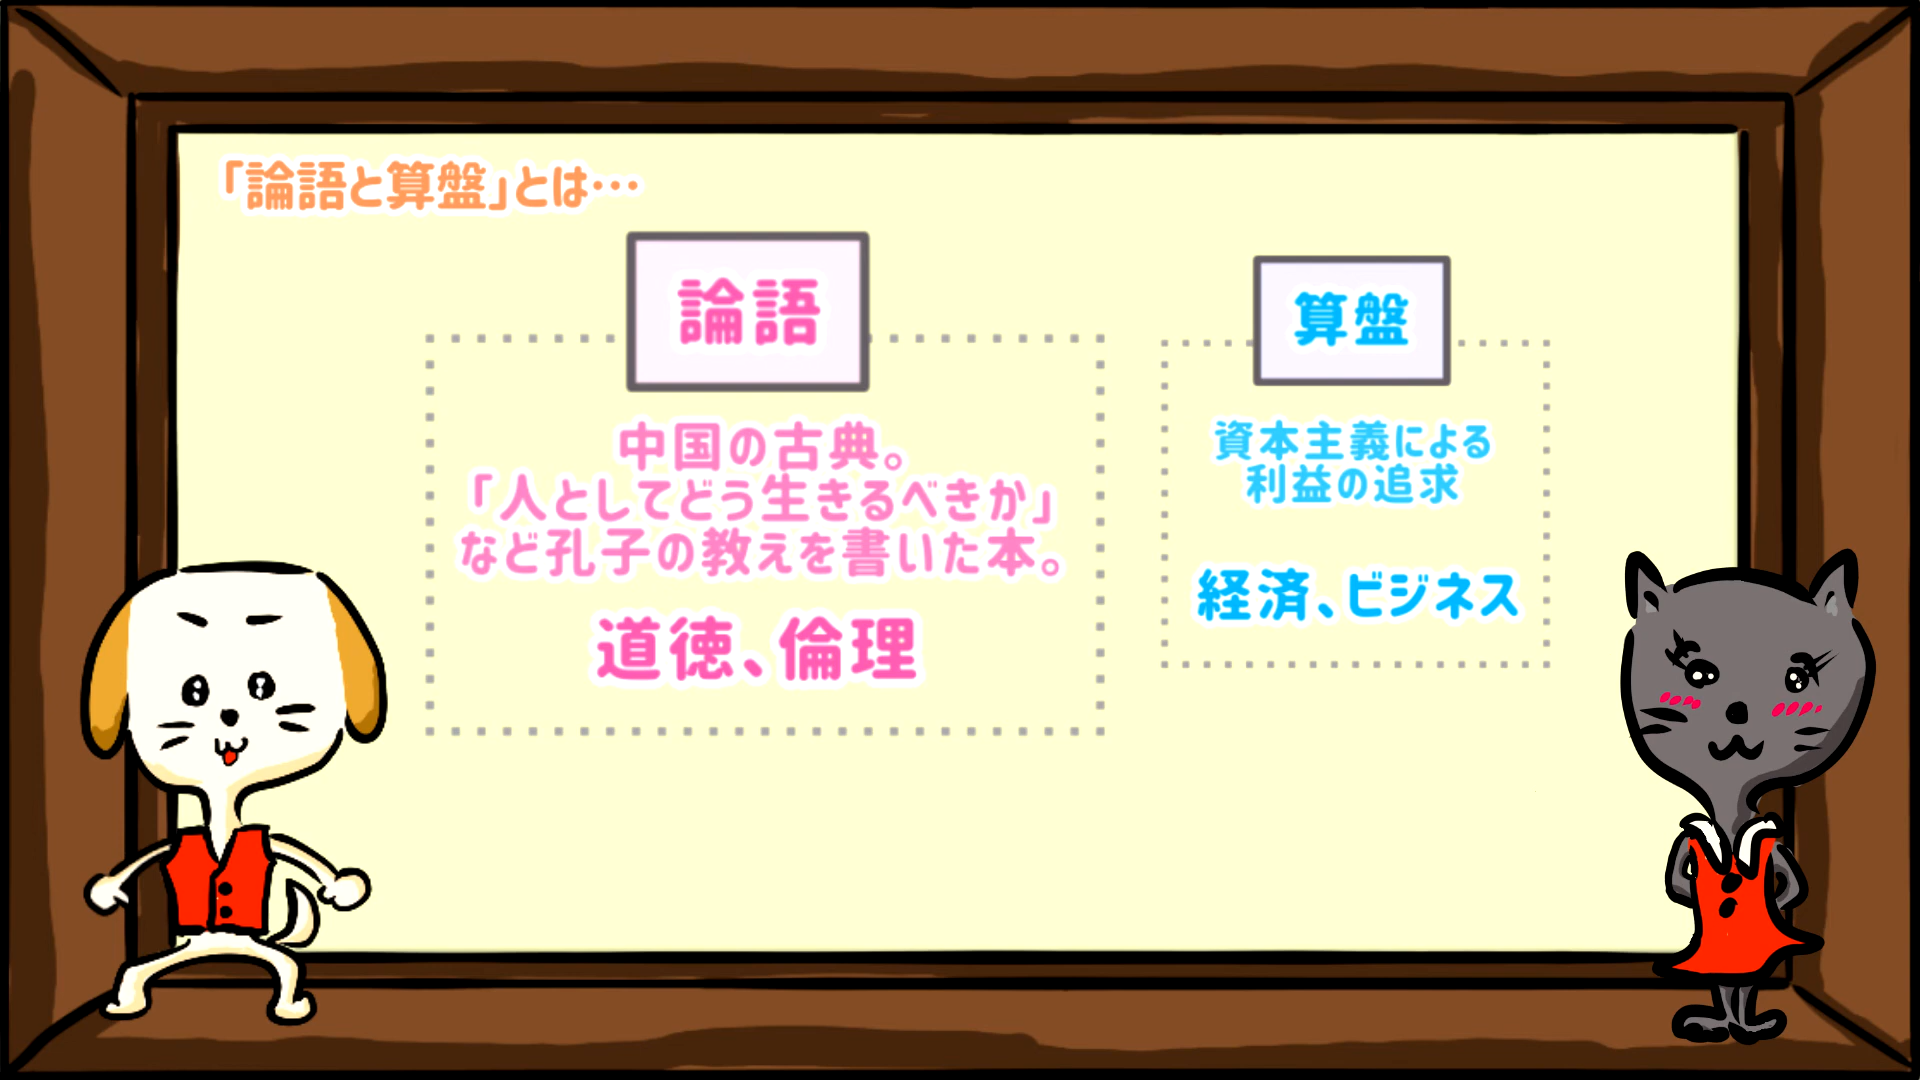 「論語と算盤」とは…
論語
中国の古典。
「人としてどう生きるべきか」
など孔子の教えを書いた本。
道徳、倫理
算盤
資本主義による
利益の追求
経済、ビジネス